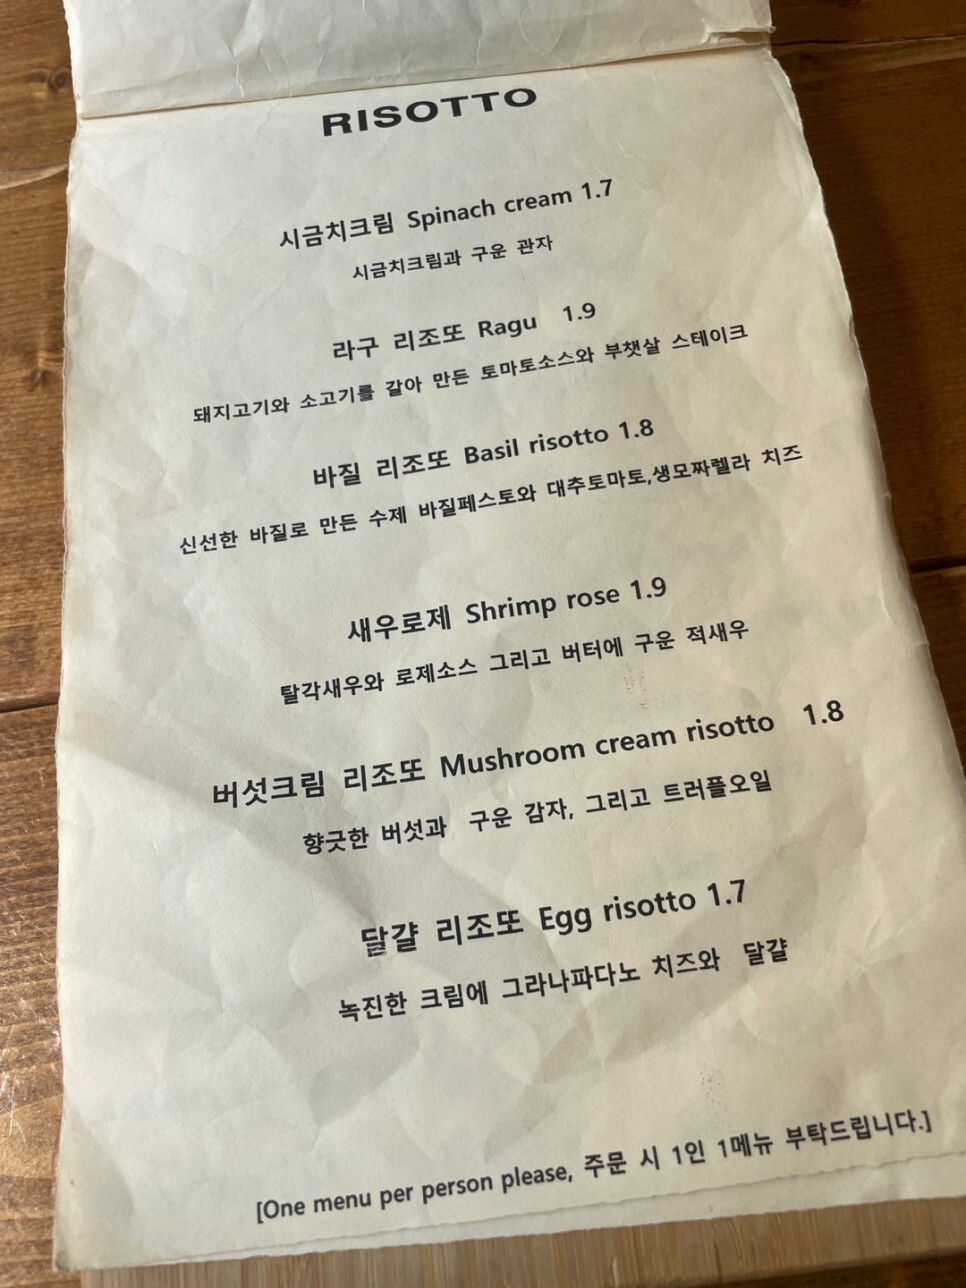 RISOTTO
시금치크림 Spinach cream 1.7
시금치크림과 구운 관자
라구 리조또 Ragu 1.9
돼지고기와 소고기를 갈아 만든 토마토소스와 부챗살 스테이크
바질 리조또 Basil risotto 1.8
신선한 바질로 만든 수제 바질페스토와 대추토마토,생모짜렐라 치즈
새우로제 Shrimp rose 1.9
탈각새우와 로제소스 그리고 버터에 구운 적새우
버섯크림 리조또 Mushroom cream risotto 1.8
향긋한 버섯과 구운 감자, 그리고 트러플오일
달걀 리조또 Egg risotto 1.7
녹진한 크림에 그라나파다노 치즈와 달걀
[One menu per person please, 주문 시 1인 1메뉴 부탁드립니다.]